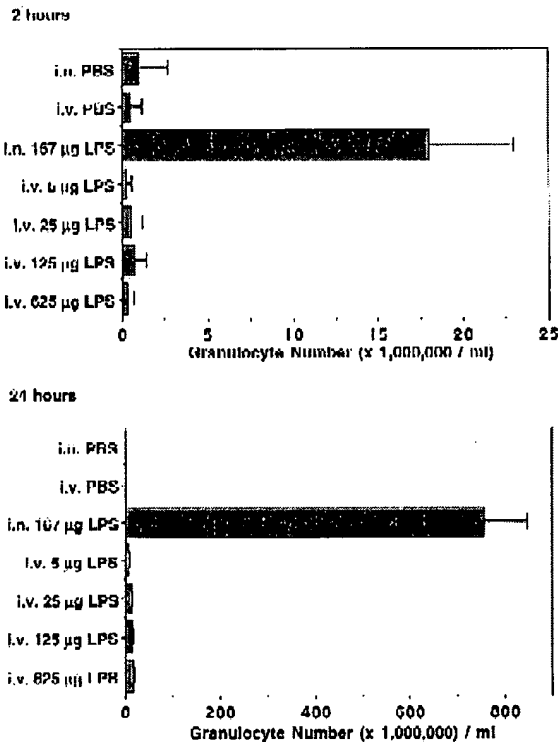 2 hours
i.n. PBS
i.v. PBS
i.n. 167 µg LPS
i.v. 5 µg LPS
i.v. 25 µg LPS
i.v. 125 µg LPS
i.v. 625 µg LPS
0 5 10 15 20 25
Granulocyte Number (x 1,000,000 / ml)
24 hours
i.n. PBS
i.v. PBS
i.n. 167 µg LPS
i.v. 5 µg LPS
i.v. 25 µg LPS
i.v. 125 µg LPS
i.v. 625 µg LPS
0 200 400 600 800
Granulocyte Number (x 1,000,000) / ml